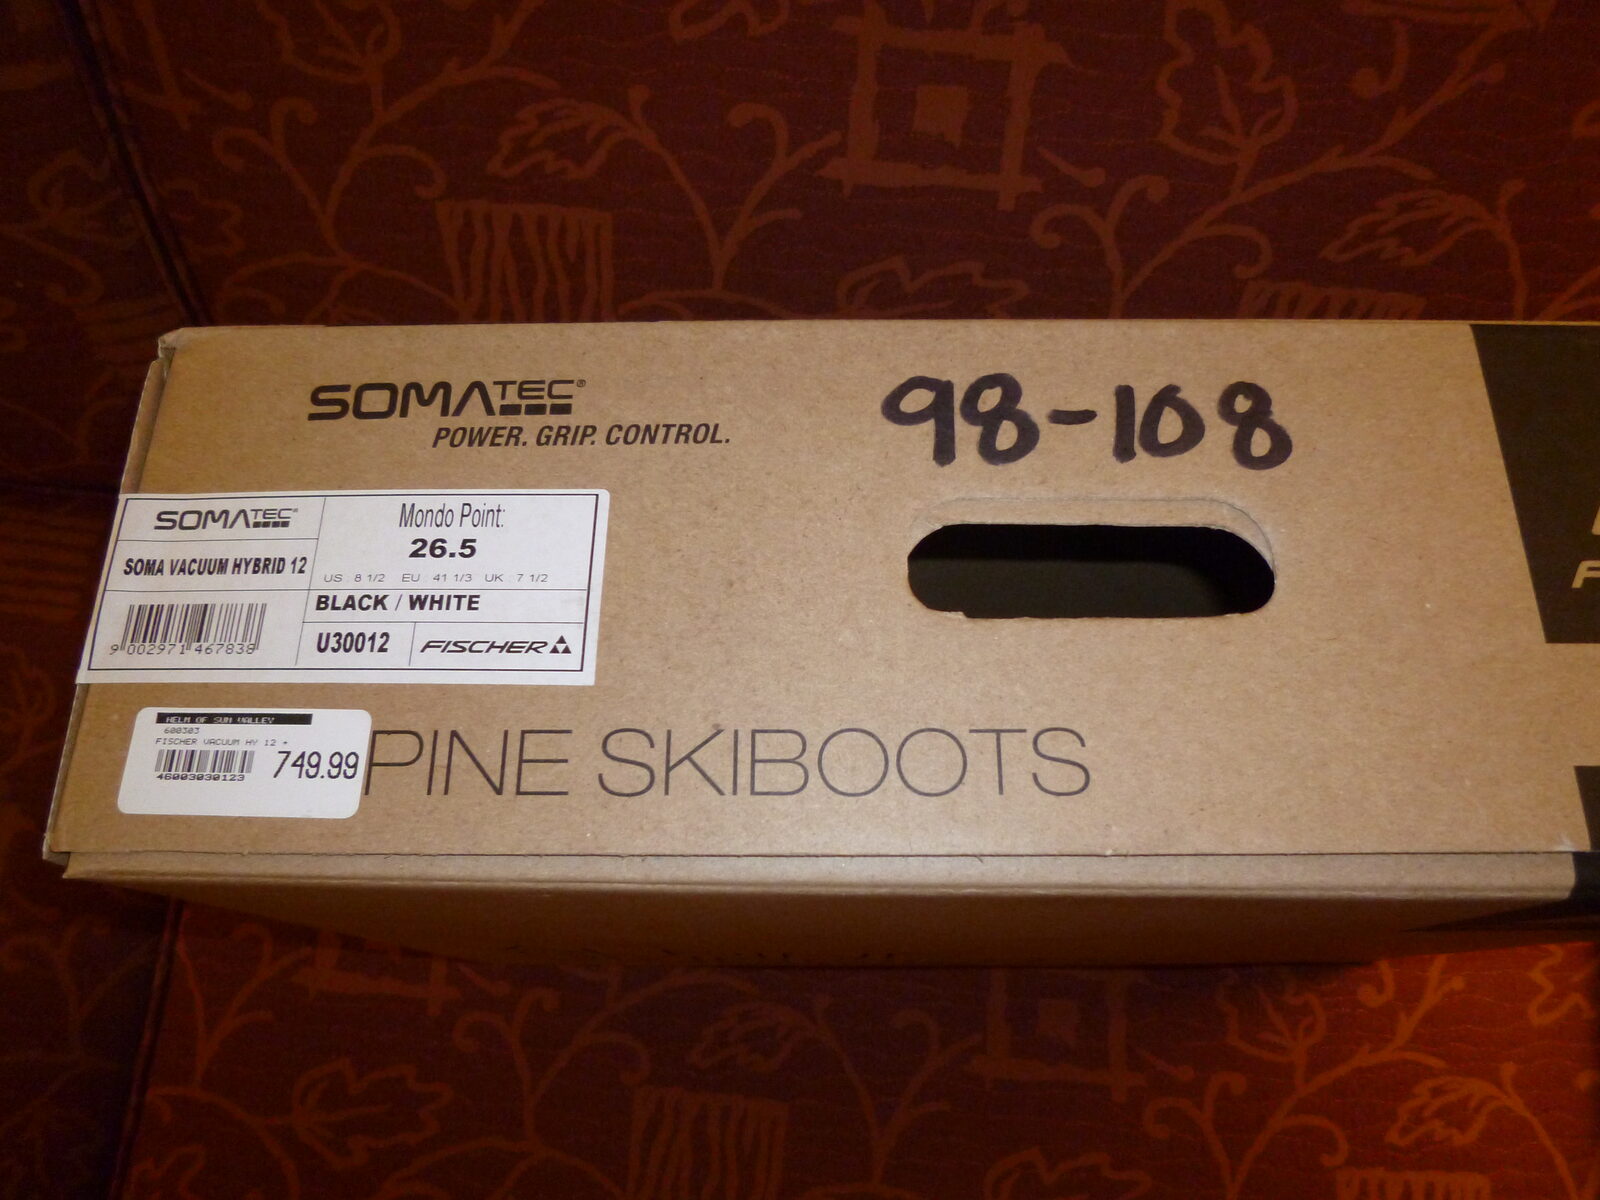 SOMATEC®
POWER. GRIP. CONTROL.
98-108
SOMATEC®
SOMA VACUUM HYBRID 12
Mondo Point:
26.5
US 8 1/2 EU 41 1/3 UK 7 1/2
BLACK / WHITE
9 002971 467838
U30012
FISCHER
HELM OF SUN VALLEY
600303
FISCHER VACUUM HY 12 +
46003030123
749.99
PINE SKIBOOTS
F